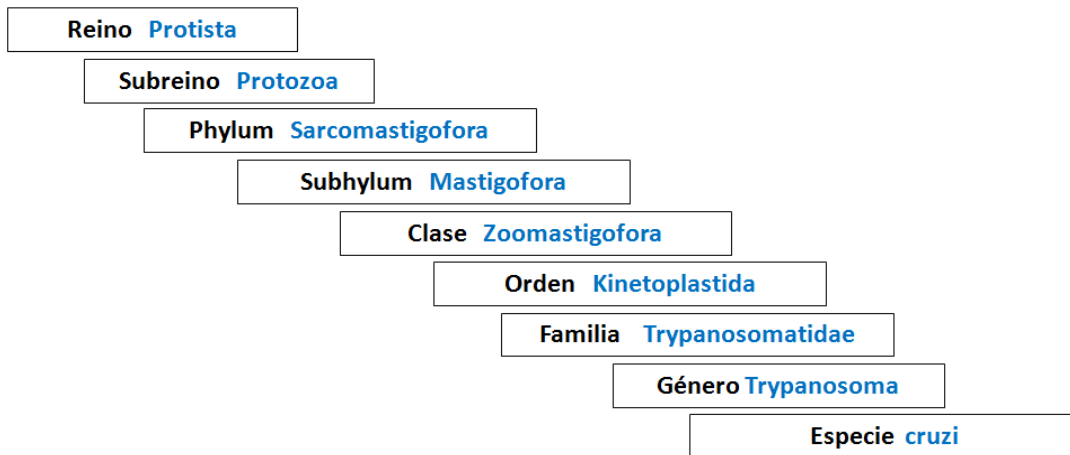 Reino Protista
Subreino Protozoa
Phylum Sarcomastigofora
Subhylum Mastigofora
Clase Zoomastigofora
Orden Kinetoplastida
Familia Trypanosomatidae
Género Trypanosoma
Especie cruzi